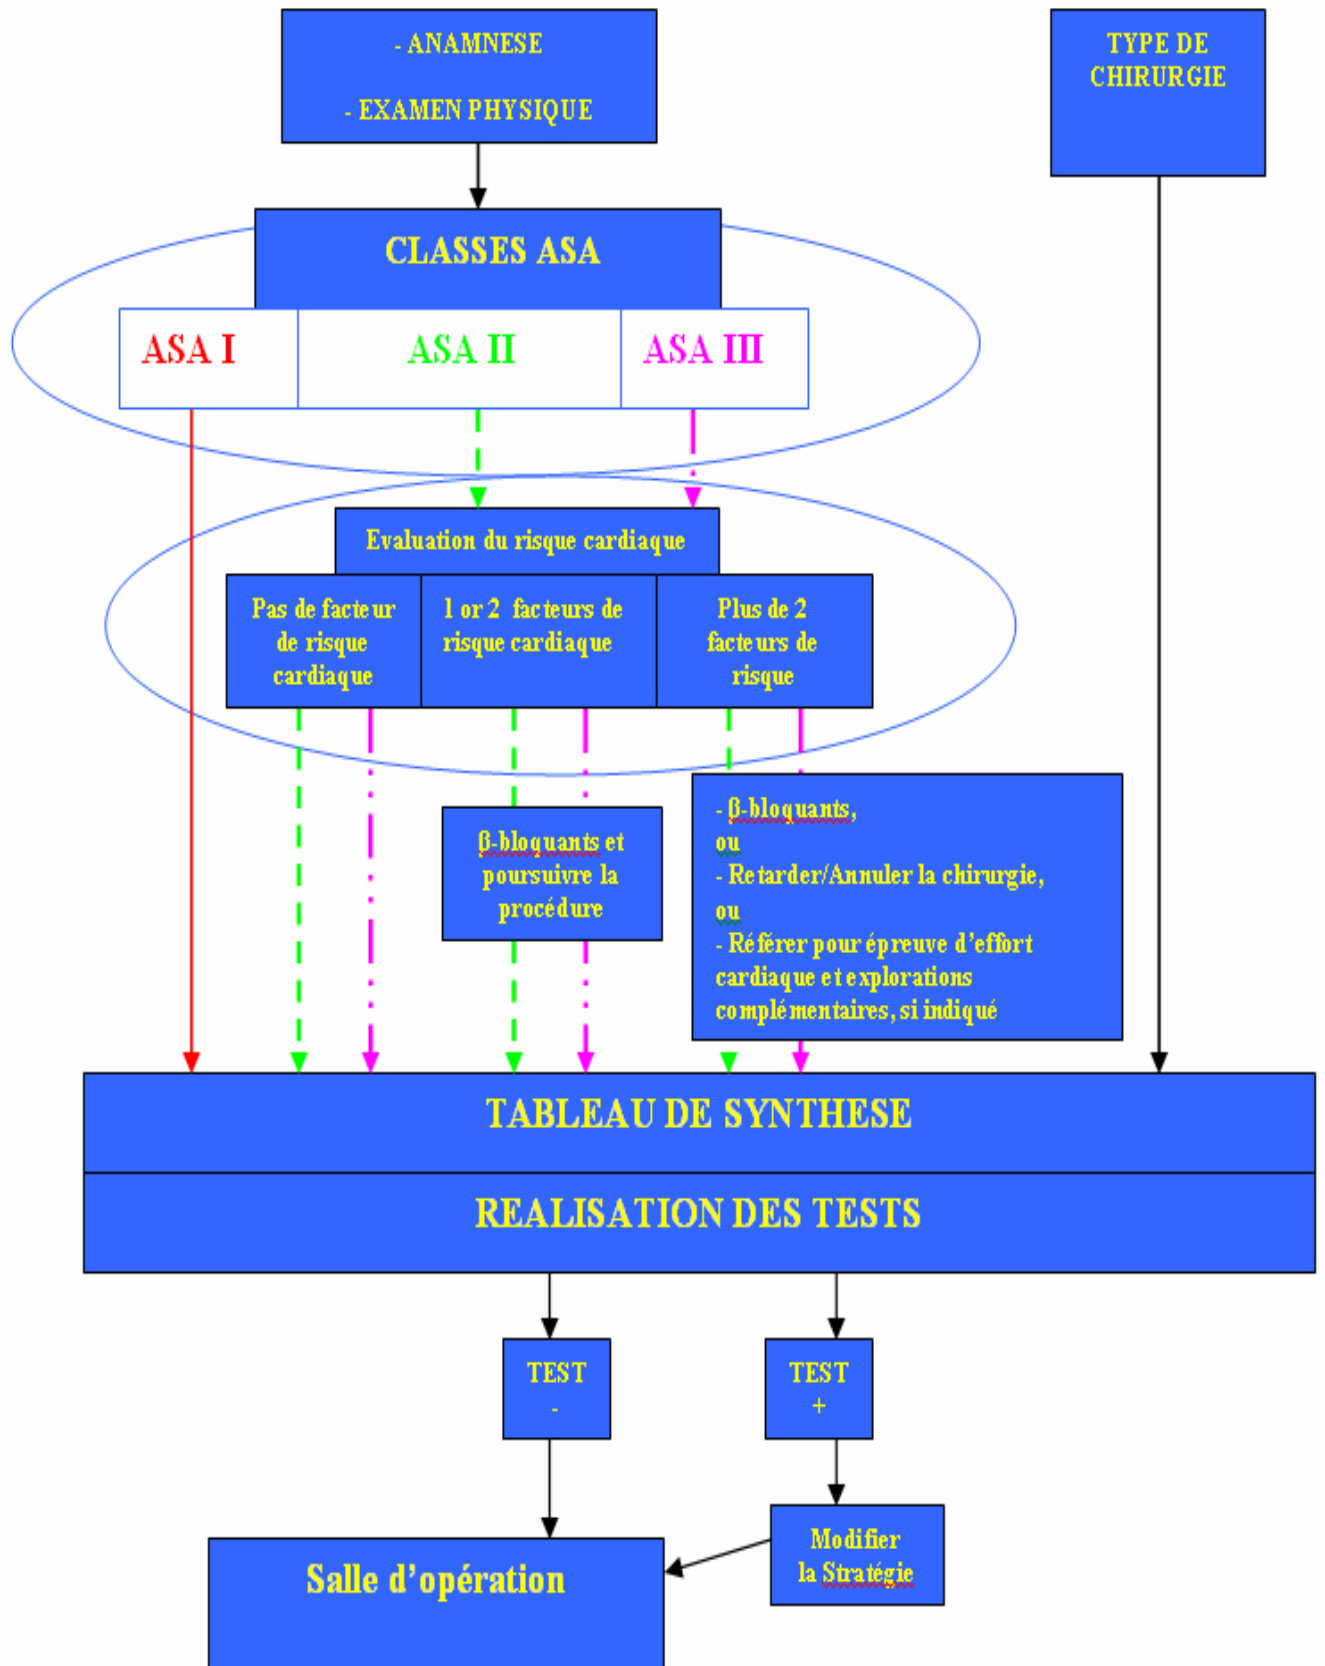 - ANAMNESE
- EXAMEN PHYSIQUE
TYPE DE
CHIRURGIE
CLASSES ASA
ASA I
ASA II
ASA III
Evaluation du risque cardiaque
Pas de facteur
de risque
cardiaque
1 or 2 facteurs de
risque cardiaque
Plus de 2
facteurs de
risque
β-bloquants et
poursuivre la
procédure
- β-bloquants,
ou
- Retarder/Annuler la chirurgie,
ou
- Référer pour épreuve d'effort
cardiaque et explorations
complémentaires, si indiqué
TABLEAU DE SYNTHESE
REALISATION DES TESTS
TEST
-
TEST
+
Modifier
la Stratégie
Salle d'opération